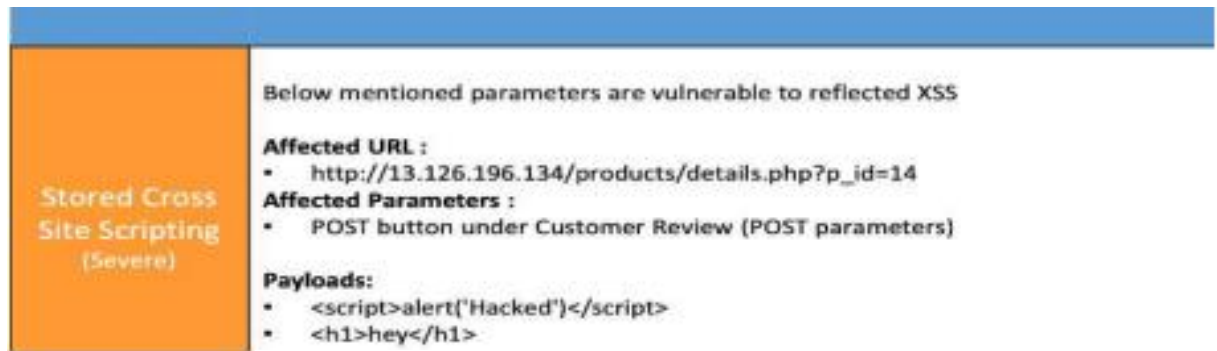 Stored Cross
Site Scripting
(Severe)
Below mentioned parameters are vulnerable to reflected XSS
Affected URL :
• http://13.126.196.134/products/details.php?p_id=14
Affected Parameters :
• POST button under Customer Review (POST parameters)
Payloads:
• <script>alert('Hacked')</script>
• <h1>hey</h1>